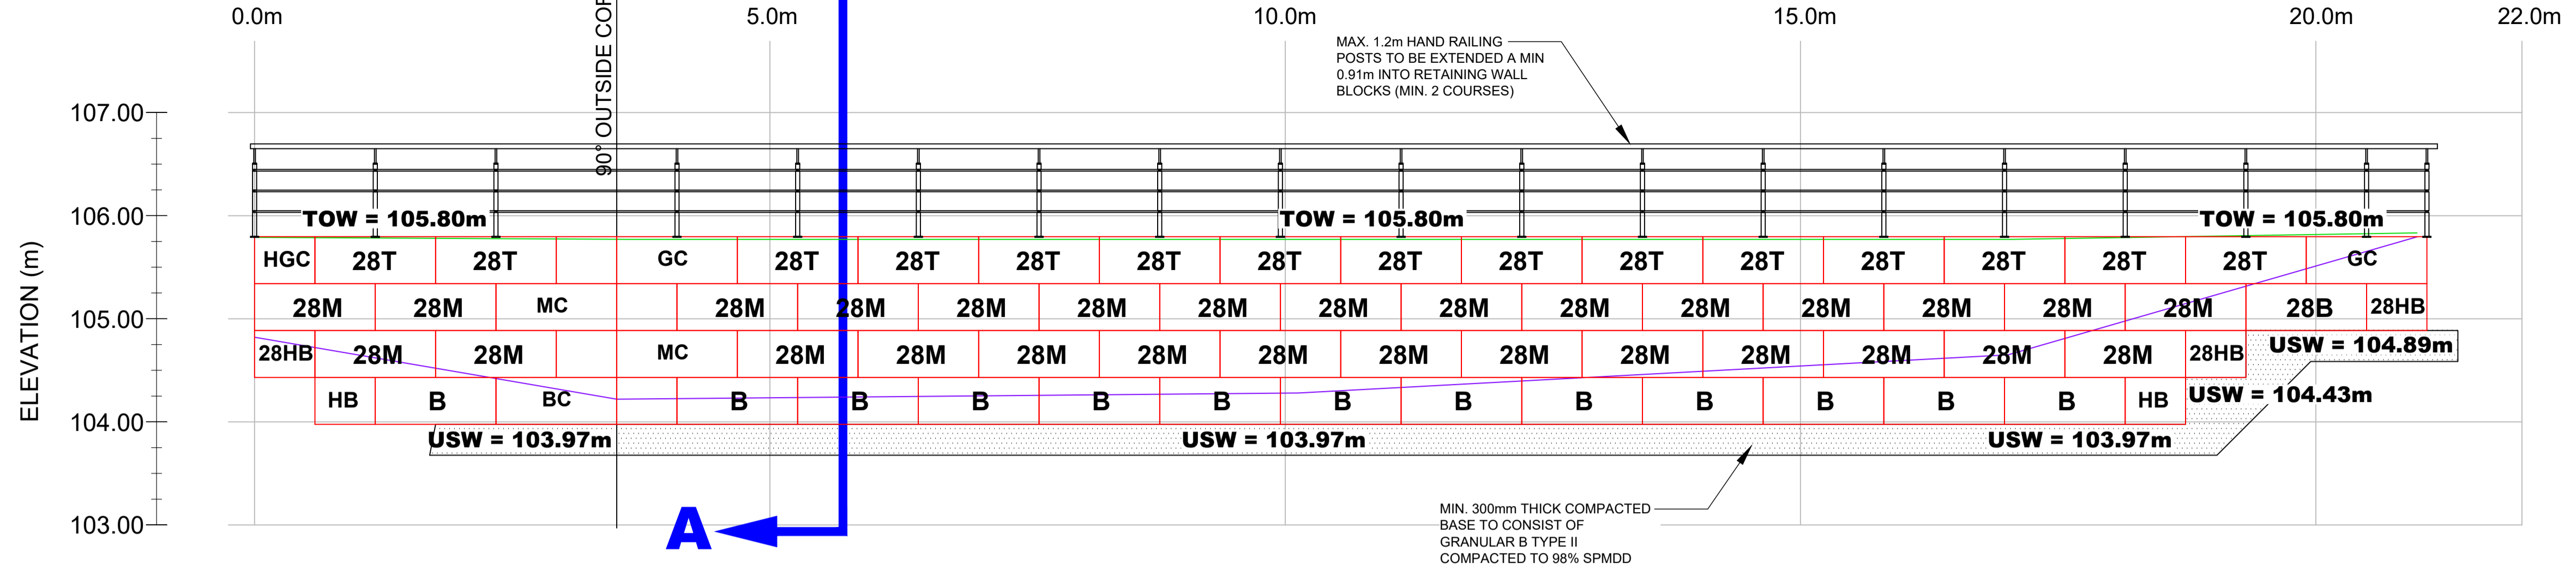 0.0m 5.0m 10.0m 15.0m 20.0m 22.0m
90° OUTSIDE
MAX. 1.2m HAND RAILING
POSTS TO BE EXTENDED A MIN
0.91m INTO RETAINING WALL
BLOCKS (MIN. 2 COURSES)
ELEVATION (m)
107.00
106.00
105.00
104.00
103.00
TOW = 105.80m TOW = 105.80m TOW = 105.80m
HGC 28T 28T GC 28T 28T 28T 28T 28T 28T 28T 28T 28T 28T 28T 28T 28T GC
28M 28M MC 28M 28M 28M 28M 28M 28M 28M 28M 28M 28M 28M 28M 28M 28B 28HB
28HB 28M 28M MC 28M 28M 28M 28M 28M 28M 28M 28M 28M 28M 28M 28M 28HB
USW = 104.89m
HB B BC B B B B B B B B B B B B HB
USW = 104.43m
USW = 103.97m USW = 103.97m USW = 103.97m
A
MIN. 300mm THICK COMPACTED
BASE TO CONSIST OF
GRANULAR B TYPE II
COMPACTED TO 98% SPMDD